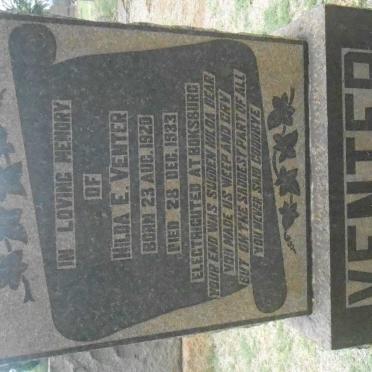 IN LOVING MEMORY
OF
HILDA E. VENTER
BORN 23 AUG. 1920
DIED 28 DEC. 1933
ELECTROCUTED AT BOKSBURG
YOUR END WAS SUDDEN HILDA DEAR
YOU MADE US WEEP AND CRY
BUT OH THE SADDEST PART OF ALL
YOU NEVER SAID GOODBYE
VENTER